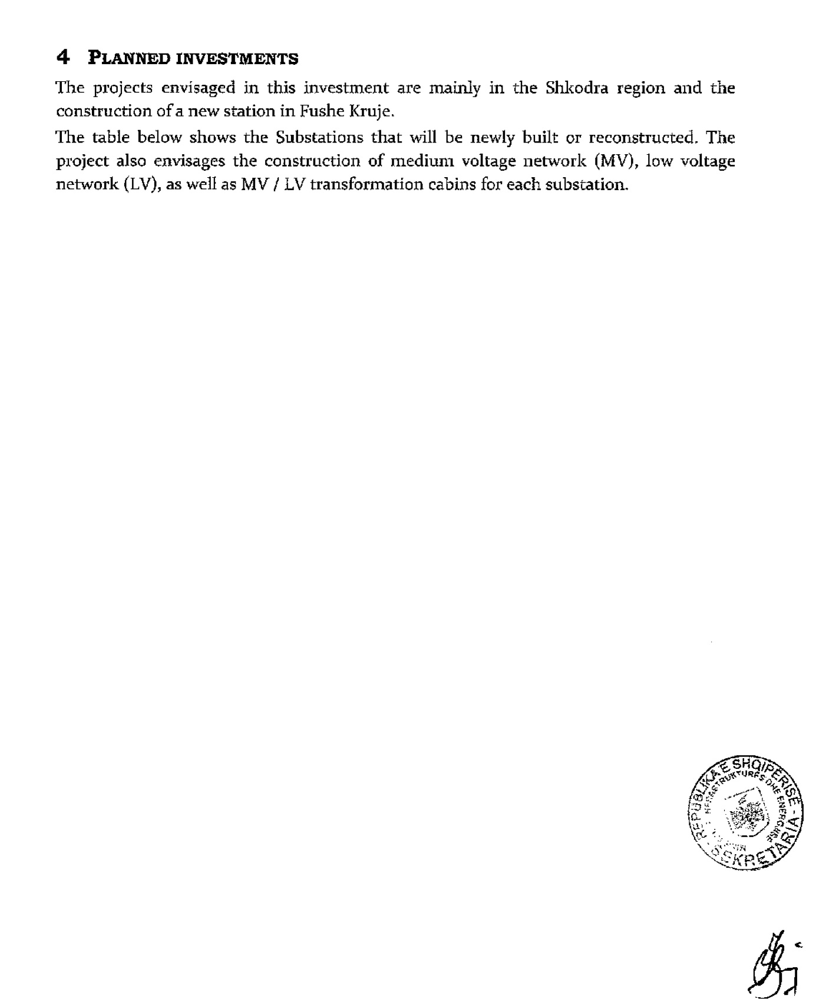 4 PLANNED INVESTMENTS
The projects envisaged in this investment are mainly in the Shkodra region and the
construction of a new station in Fushe Kruje.
The table below shows the Substations that will be newly built or reconstructed. The
project also envisages the construction of medium voltage network (MV), low voltage
network (LV), as well as MV / LV transformation cabins for each substation.
REPUBLIKA E SHQIPERISE
DHE ENERGJISE
SEKRETARIA